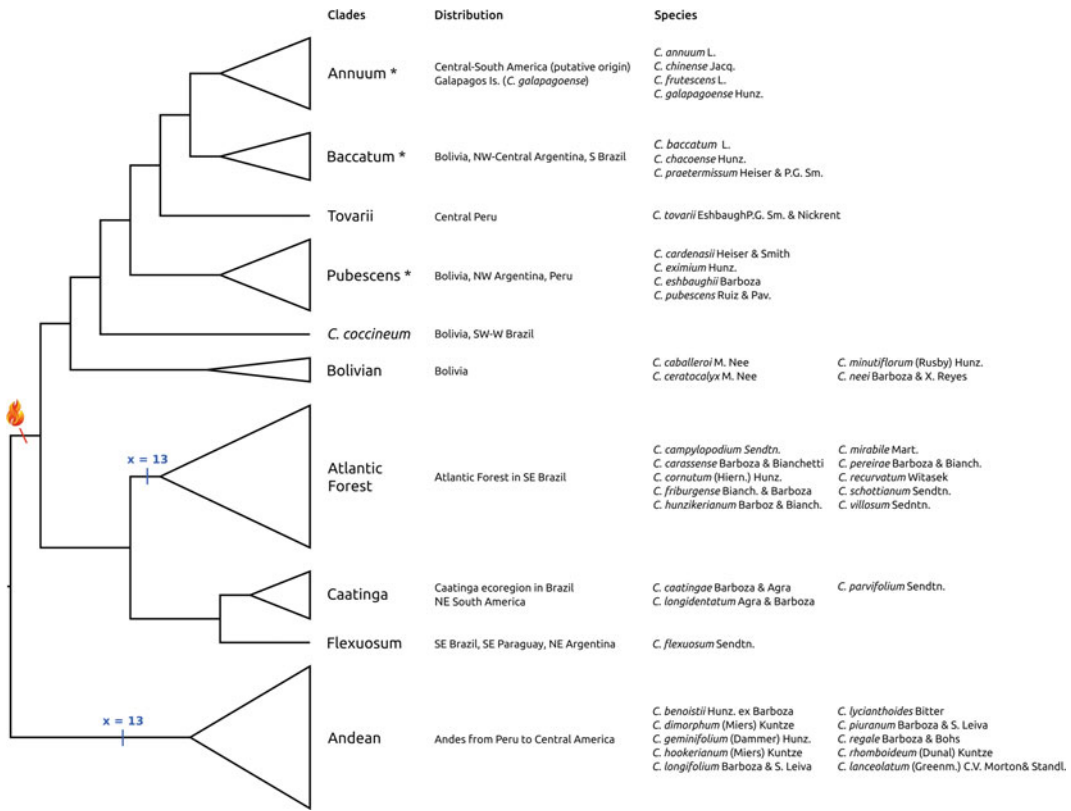 Clades Distribution Species
Annuum *
Central-South America (putative origin)
Galapagos Is. (C. galapagoense)
C. annuum L.
C. chinense Jacq.
C. frutescens L.
C. galapagoense Hunz.
Baccatum *
Bolivia, NW-Central Argentina, S Brazil
C. baccatum L.
C. chacoense Hunz.
C. praetermissum Heiser & P.G. Sm.
Tovarii
Central Peru
C. tovarii EshbaughP.G. Sm. & Nickrent
Pubescens *
Bolivia, NW Argentina, Peru
C. cardenasii Heiser & Smith
C. eximium Hunz.
C. eshbaughii Barboza
C. pubescens Ruiz & Pav.
C. coccineum
Bolivia, SW-W Brazil
Bolivian
Bolivia
C. caballeroi M. Nee
C. ceratocalyx M. Nee
C. minutiflorum (Rusby) Hunz.
C. neei Barboza & X. Reyes
x = 13
Atlantic
Forest
Atlantic Forest in SE Brazil
C. campylopodium Sendtn.
C. carassense Barboza & Bianchetti
C. cornutum (Hiern.) Hunz.
C. friburgense Bianch. & Barboza
C. hunzikerianum Barboz & Bianch.
C. mirabile Mart.
C. pereirae Barboza & Bianch.
C. recurvatum Witasek
C. schottianum Sendtn.
C. villosum Sedntn.
Caatinga
Caatinga ecoregion in Brazil
NE South America
C. caatingae Barboza & Agra
C. longidentatum Agra & Barboza
C. parvifolium Sendtn.
Flexuosum
SE Brazil, SE Paraguay, NE Argentina
C. flexuosum Sendtn.
x = 13
Andean
Andes from Peru to Central America
C. benoistii Hunz. ex Barboza
C. dimorphum (Miers) Kuntze
C. geminifolium (Dammer) Hunz.
C. hookerianum (Miers) Kuntze
C. longifolium Barboza & S. Leiva
C. lycianthoides Bitter
C. piuranum Barboza & S. Leiva
C. regale Barboza & Bohs
C. rhomboideum (Dunal) Kuntze
C. lanceolatum (Greenm.) C.V. Morton& Standl.